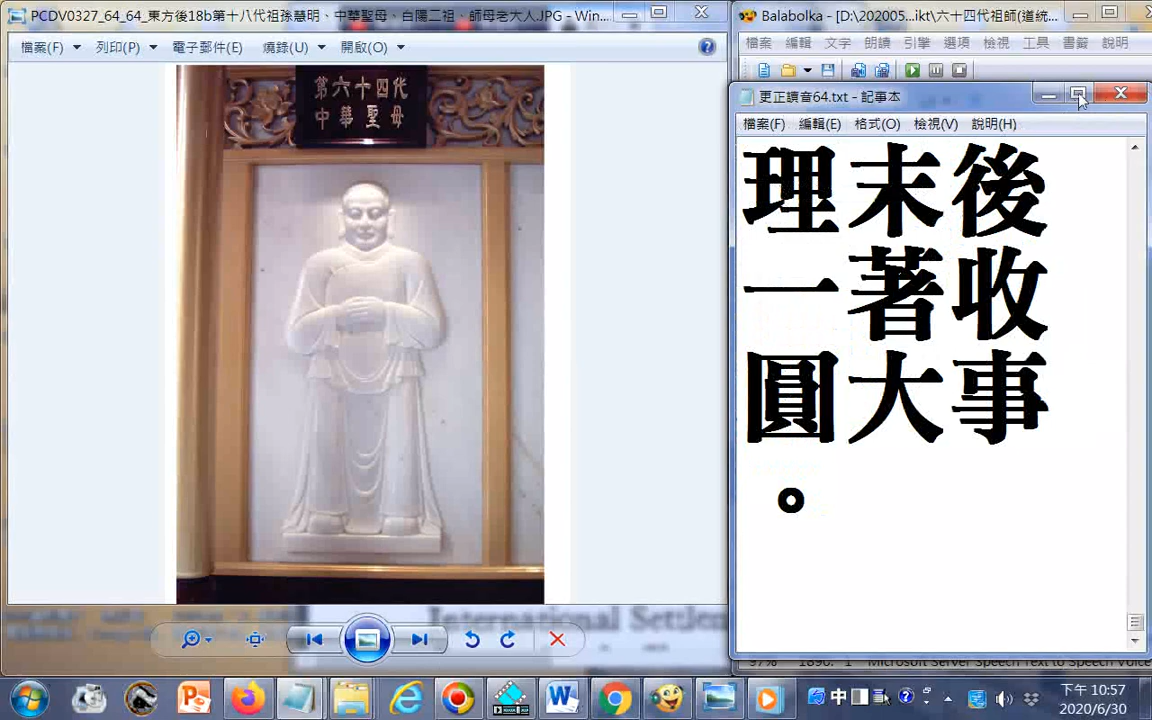 PCDV0327_64_64_東方後18b第十八代祖孫慧明、中華聖母、白陽二祖、師母老大人.JPG - Win...
檔案(F) 列印(P) 電子郵件(E) 燒錄(U) 開啟(O)
第六十四代
中華聖母
International Settlem
Balabolka - [D:\202005...ikt\六十四代祖師(道統...
檔案 編輯 文字 朗讀 引擎 選項 檢視 工具 書籤 說明
更正讀音64.txt - 記事本
檔案(F) 編輯(E) 格式(O) 檢視(V) 說明(H)
理末後
一著收
圓大事
。
97% 1890: 1 Microsoft Server Speech Text to Speech Voice
中
下午 10:57
2020/6/30